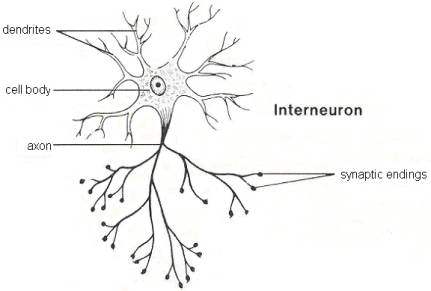 dendrites
cell body
Interneuron
axon
synaptic endings